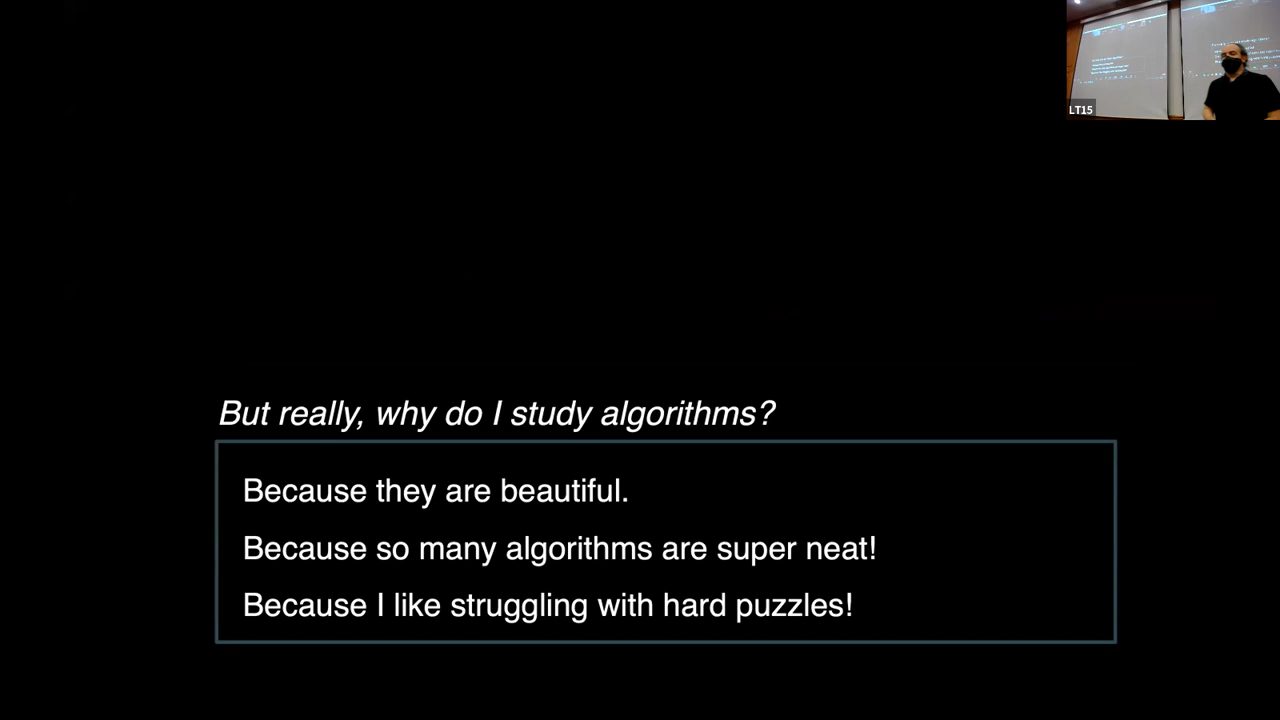 LT15
But really, why do I study algorithms?
Because they are beautiful.
Because so many algorithms are super neat!
Because I like struggling with hard puzzles!